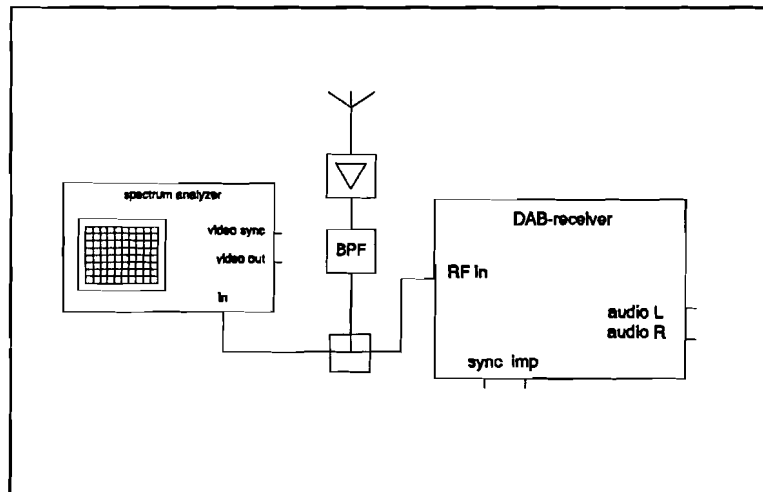 spectrum analyzer
video sync
video out
in
BPF
DAB-receiver
RF in
audio L
audio R
sync imp